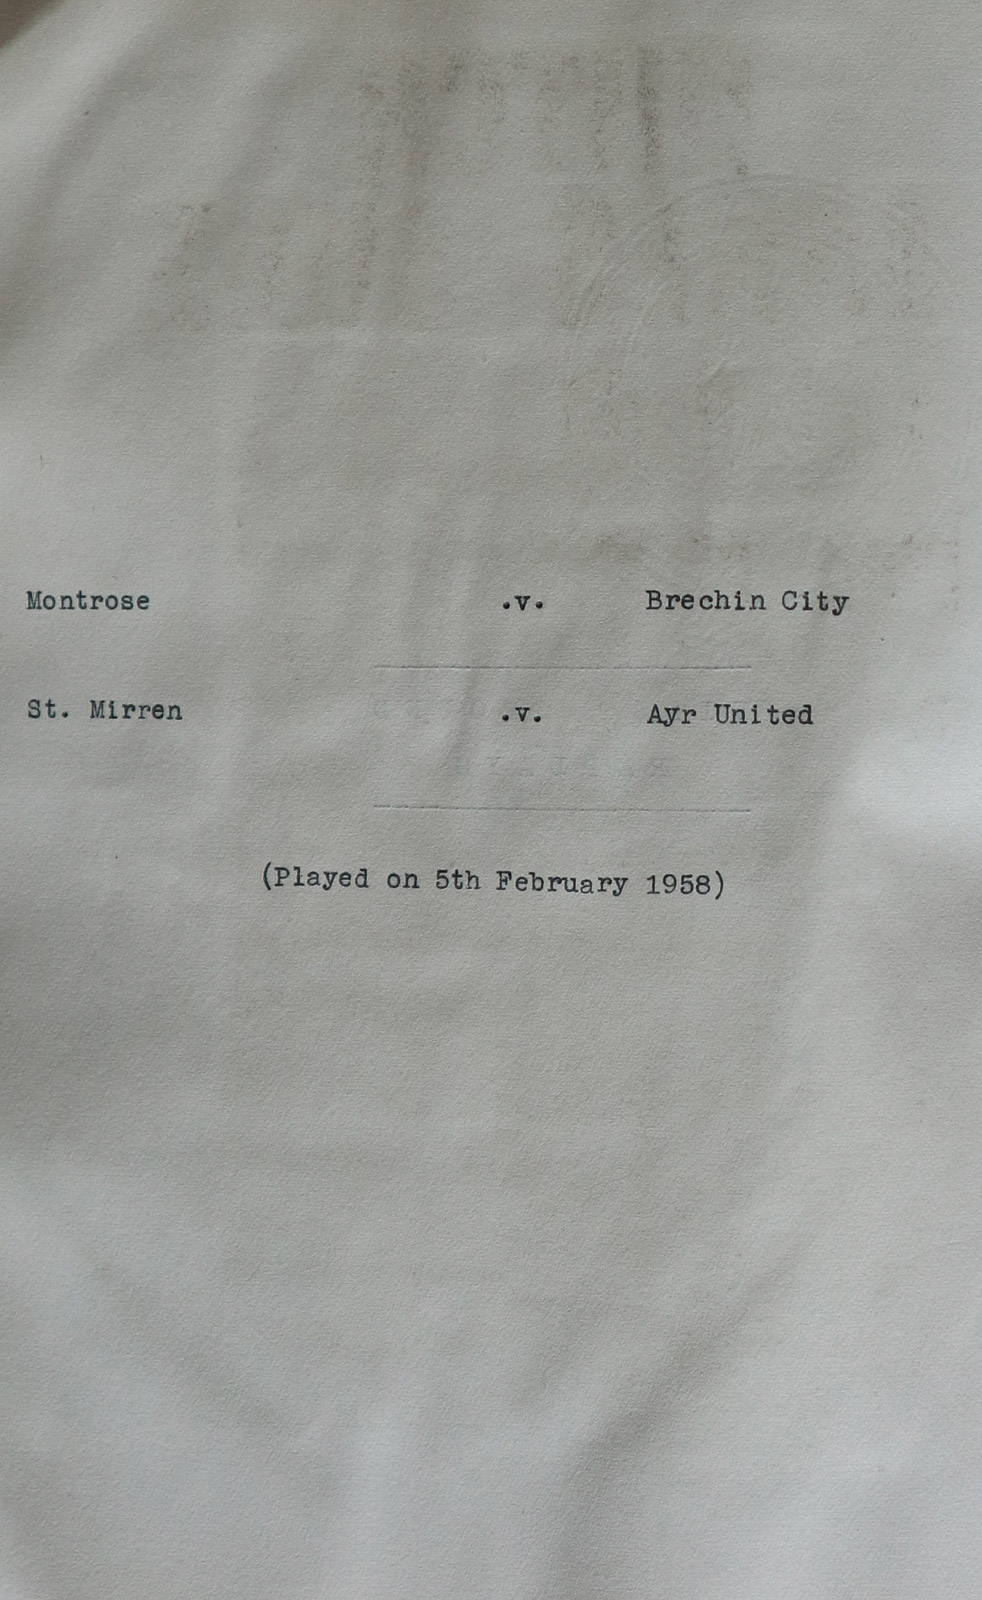 Montrose .v. Brechin City
St. Mirren .v. Ayr United
(Played on 5th February 1958)